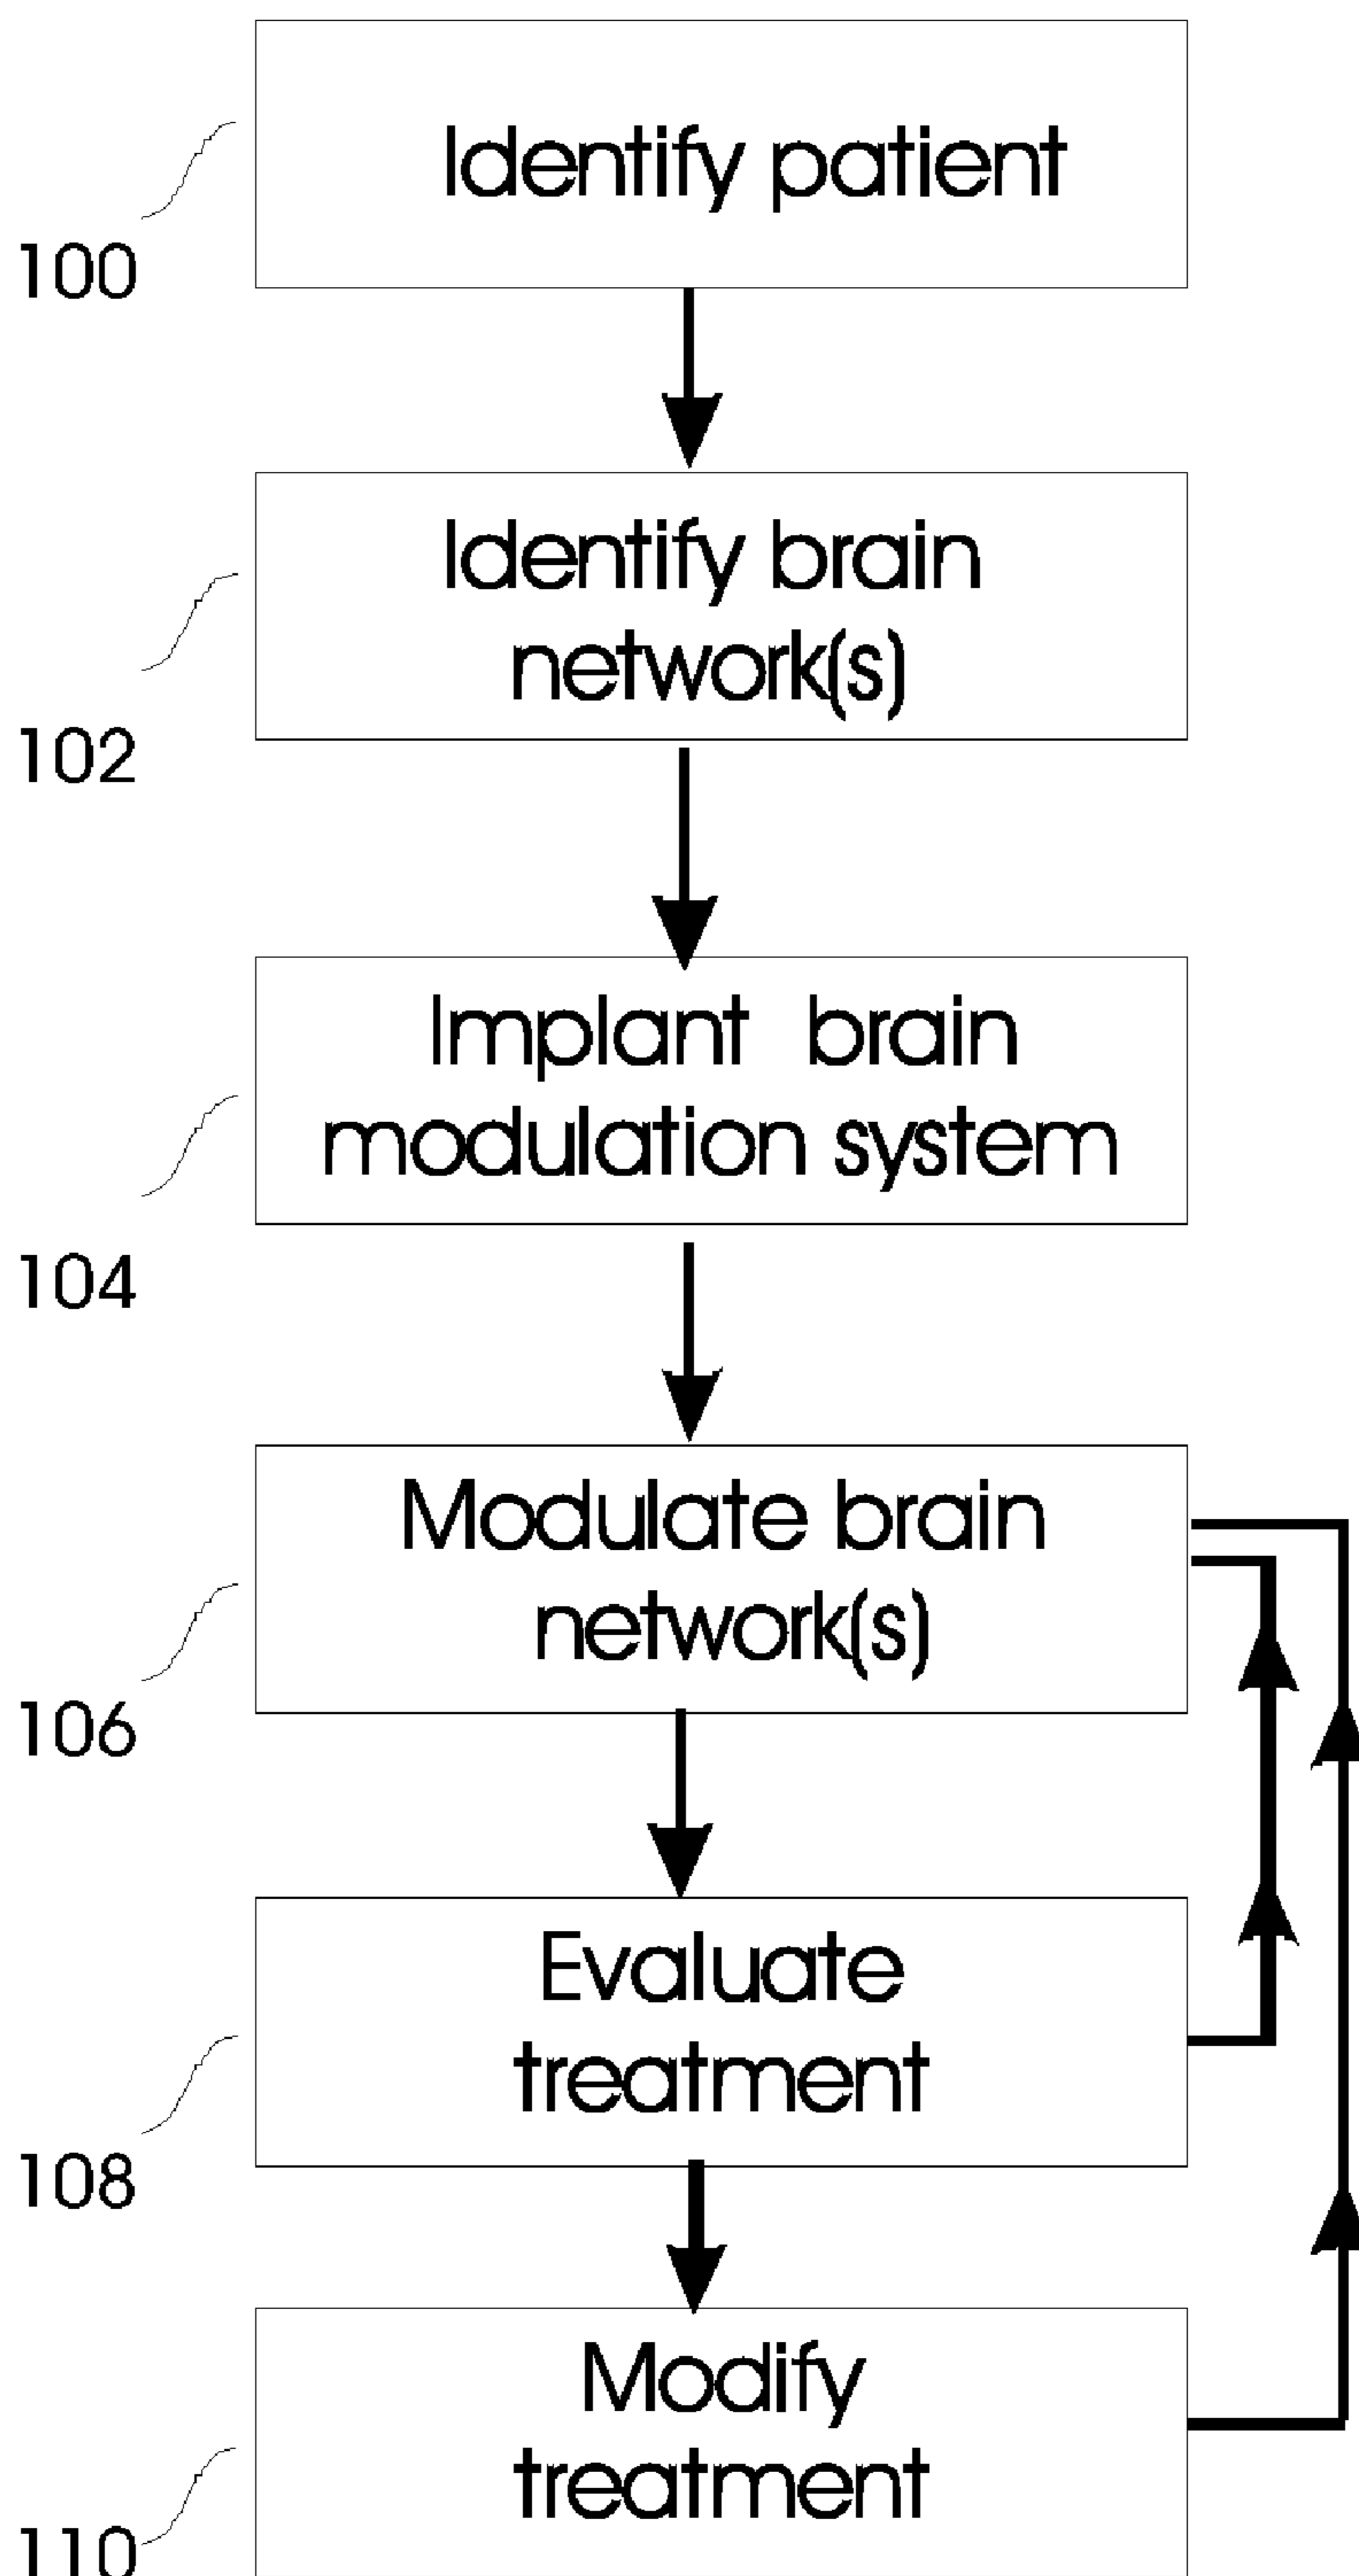 Identify patient
100
Identify brain
network(s)
102
Implant brain
modulation system
104
Modulate brain
network(s)
106
Evaluate
treatment
108
Modify
treatment
110